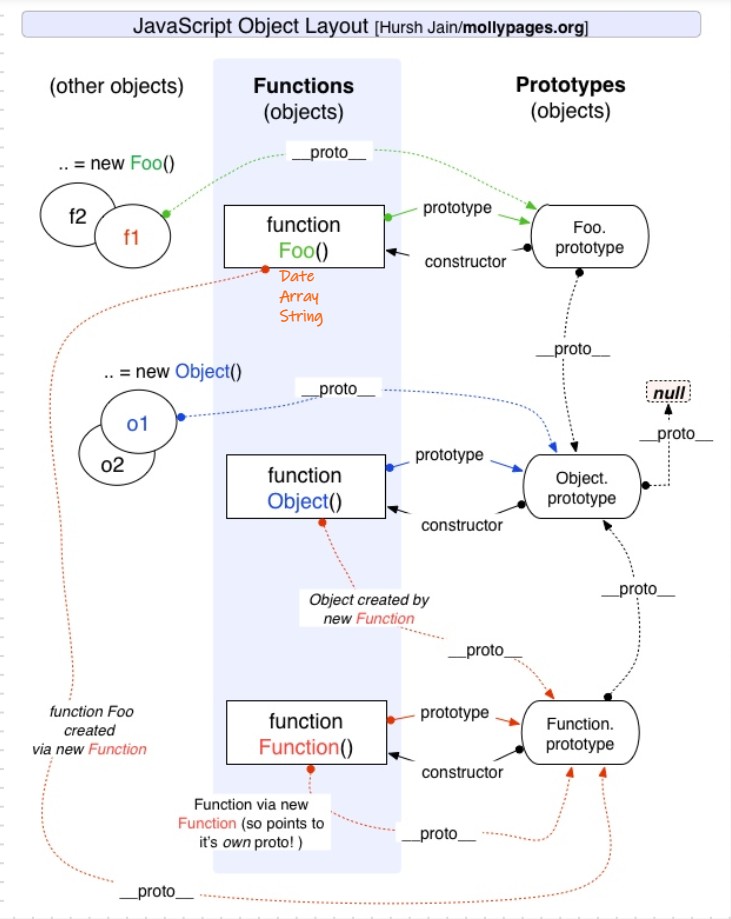 JavaScript Object Layout [Hursh Jain/mollypages.org]
(other objects)
Functions
(objects)
Prototypes
(objects)
.. = new Foo()
__proto__
f2
f1
function
Foo()
prototype
constructor
Foo.
prototype
Date
Array
String
__proto__
.. = new Object()
__proto__
null
__proto__
o1
o2
function
Object()
prototype
constructor
Object.
prototype
Object created by
new Function
__proto__
__proto__
function Foo
created
via new Function
function
Function()
prototype
constructor
Function.
prototype
Function via new
Function (so points to
it's own proto! )
__proto__
__proto__